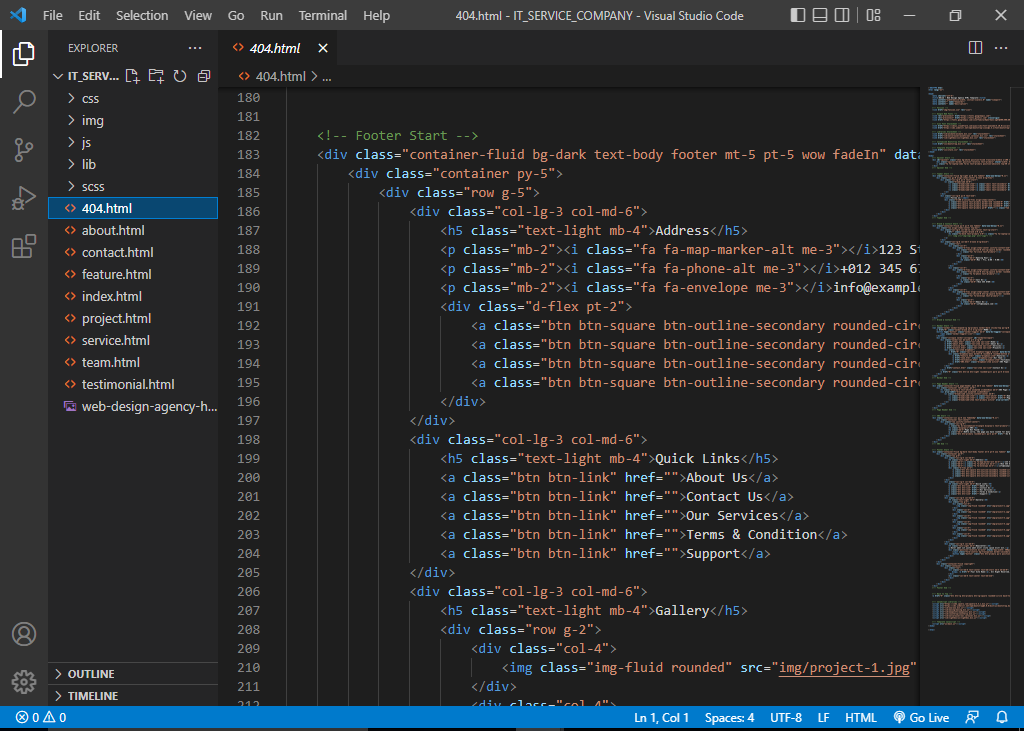 File Edit Selection View Go Run Terminal Help 404.html - IT_SERVICE_COMPANY - Visual Studio Code
EXPLORER
404.html
IT_SERV...
404.html > ...
css
img
js
lib
scss
404.html
about.html
contact.html
feature.html
index.html
project.html
service.html
team.html
testimonial.html
web-design-agency-h...
OUTLINE
TIMELINE
180
181
182 <!-- Footer Start -->
183 <div class="container-fluid bg-dark text-body footer mt-5 pt-5 wow fadeIn" data
184 <div class="container py-5">
185 <div class="row g-5">
186 <div class="col-lg-3 col-md-6">
187 <h5 class="text-light mb-4">Address</h5>
188 <p class="mb-2"><i class="fa fa-map-marker-alt me-3"></i>123 St
189 <p class="mb-2"><i class="fa fa-phone-alt me-3"></i>+012 345 67
190 <p class="mb-2"><i class="fa fa-envelope me-3"></i>info@example
191 <div class="d-flex pt-2">
192 <a class="btn btn-square btn-outline-secondary rounded-circ
193 <a class="btn btn-square btn-outline-secondary rounded-circ
194 <a class="btn btn-square btn-outline-secondary rounded-circ
195 <a class="btn btn-square btn-outline-secondary rounded-circ
196 </div>
197 </div>
198 <div class="col-lg-3 col-md-6">
199 <h5 class="text-light mb-4">Quick Links</h5>
200 <a class="btn btn-link" href="">About Us</a>
201 <a class="btn btn-link" href="">Contact Us</a>
202 <a class="btn btn-link" href="">Our Services</a>
203 <a class="btn btn-link" href="">Terms & Condition</a>
204 <a class="btn btn-link" href="">Support</a>
205 </div>
206 <div class="col-lg-3 col-md-6">
207 <h5 class="text-light mb-4">Gallery</h5>
208 <div class="row g-2">
209 <div class="col-4">
210 <img class="img-fluid rounded" src="img/project-1.jpg"
211 </div>
212 <div class="col-4">
0 0 Ln 1, Col 1 Spaces: 4 UTF-8 LF HTML Go Live